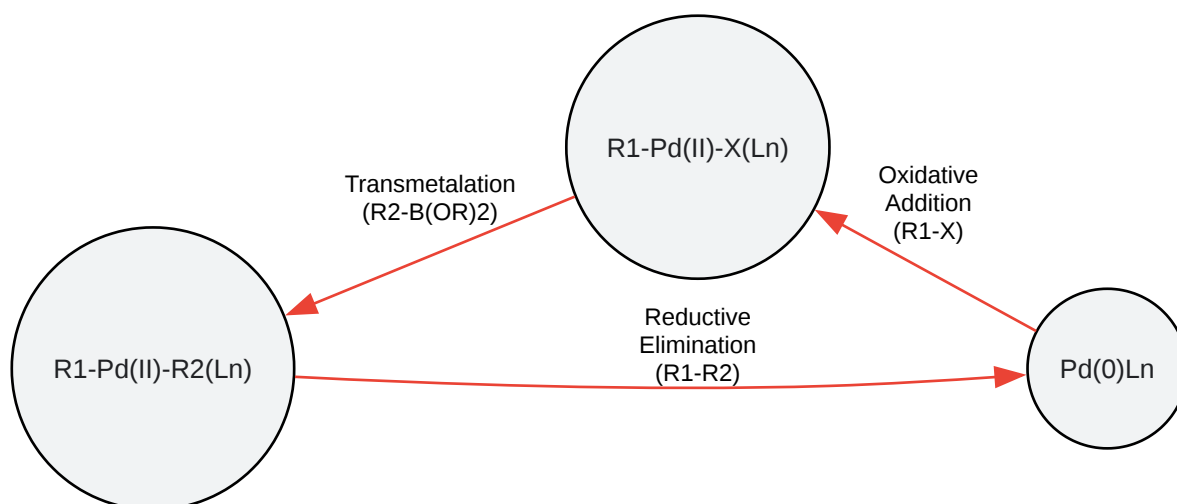 R1-Pd(II)-X(Ln)
Oxidative
Addition
(R1-X)
Transmetalation
(R2-B(OR)2)
Reductive
Elimination
(R1-R2)
R1-Pd(II)-R2(Ln)
Pd(0)Ln